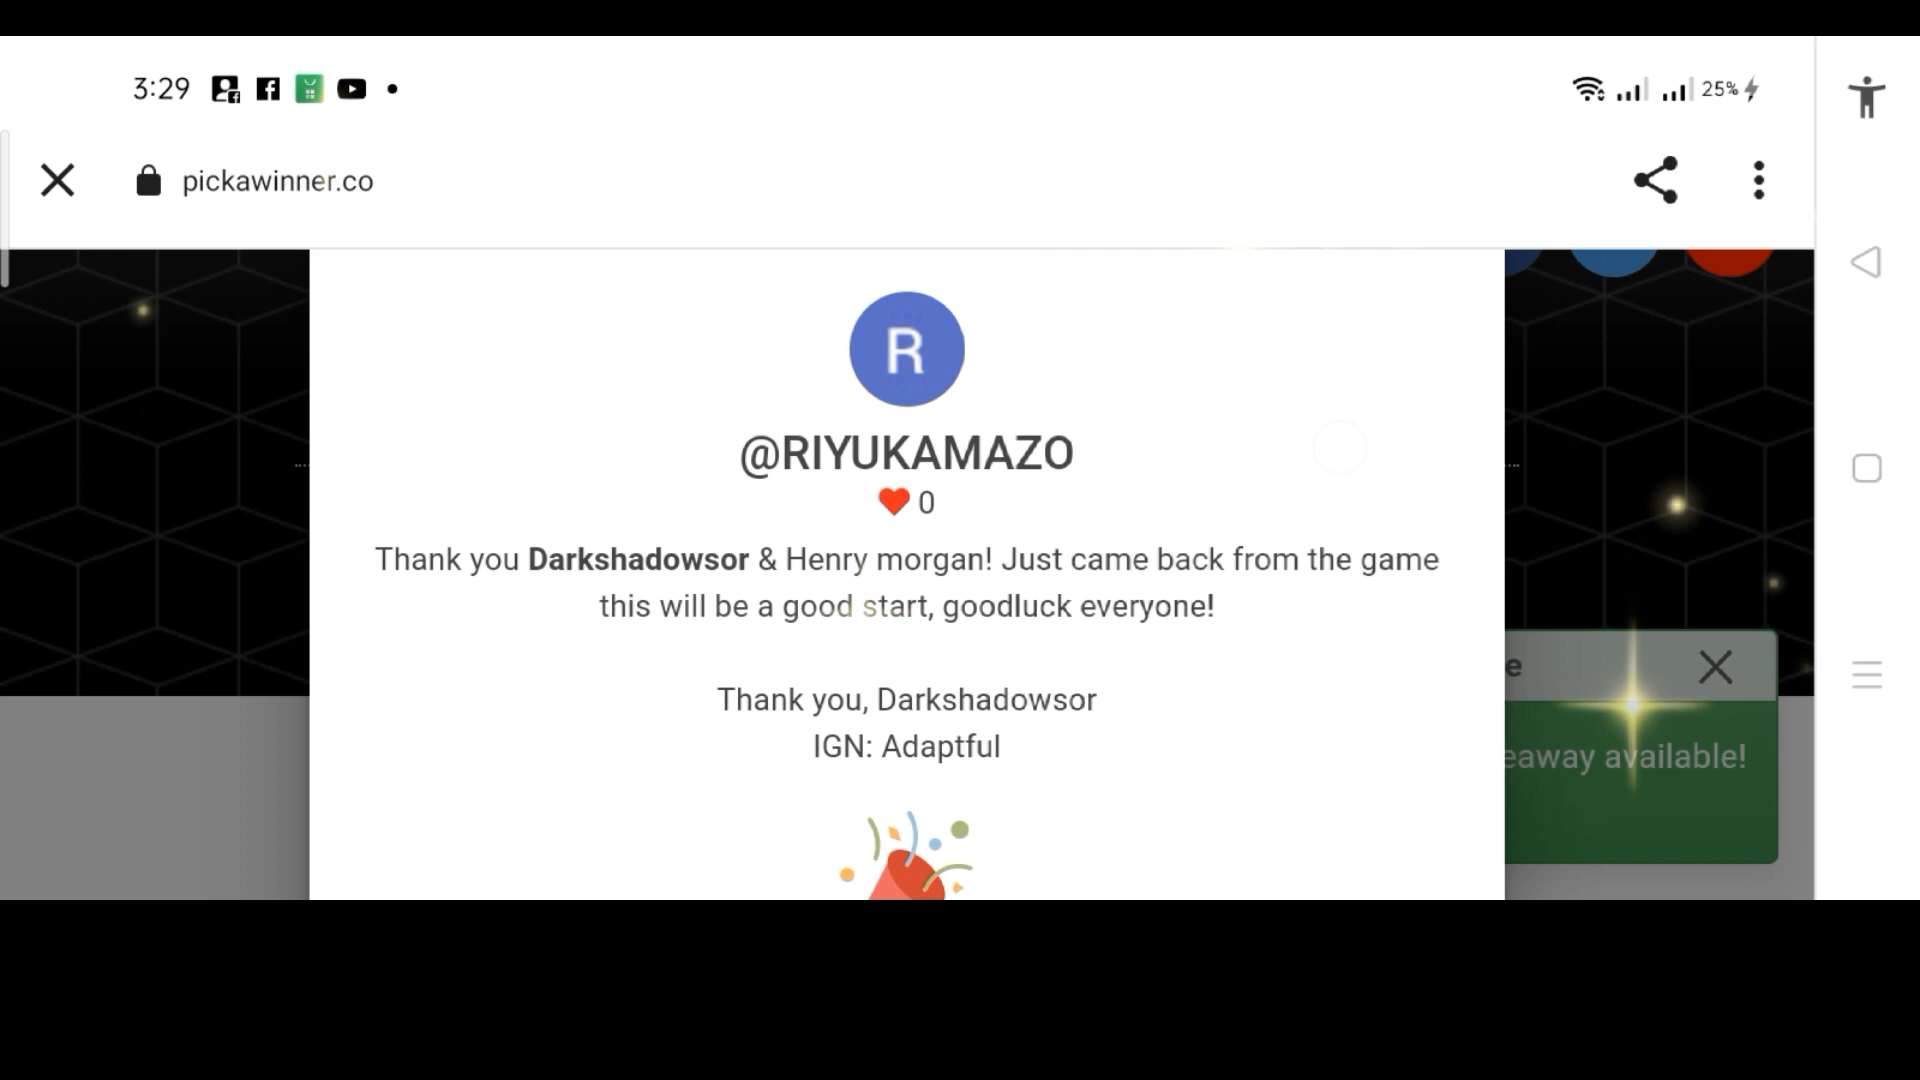 3:29
25%
pickawinner.co
R
@RIYUKAMAZO
0
Thank you Darkshadowsor & Henry morgan! Just came back from the game
this will be a good start, goodluck everyone!
Thank you, Darkshadowsor
IGN: Adaptful
e
eaway available!